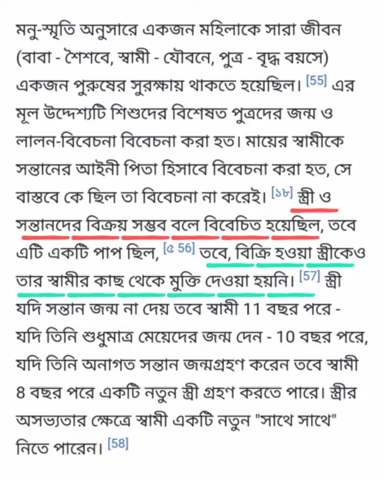 মনু-স্মৃতি অনুসারে একজন মহিলাকে সারা জীবন
(বাবা - শৈশবে, স্বামী - যৌবনে, পুত্র - বৃদ্ধ বয়সে)
একজন পুরুষের সুরক্ষায় থাকতে হয়েছিল। [55] এর
মূল উদ্দেশ্যটি শিশুদের বিশেষত পুত্রদের জন্ম ও
লালন-বিবেচনা বিবেচনা করা হত। মায়ের স্বামীকে
সন্তানের আইনী পিতা হিসাবে বিবেচনা করা হত, সে
বাস্তবে কে ছিল তা বিবেচনা না করেই। [১৮] স্ত্রী ও
সন্তানদের বিক্রয় সম্ভব বলে বিবেচিত হয়েছিল, তবে
এটি একটি পাপ ছিল, [৫ 56] তবে, বিক্রি হওয়া স্ত্রীকেও
তার স্বামীর কাছ থেকে মুক্তি দেওয়া হয়নি। [57] স্ত্রী
যদি সন্তান জন্ম না দেয় তবে স্বামী 11 বছর পরে -
যদি তিনি শুধুমাত্র মেয়েদের জন্ম দেন - 10 বছর পরে,
যদি তিনি অনাগত সন্তান জন্মগ্রহণ করেন তবে স্বামী
8 বছর পরে একটি নতুন স্ত্রী গ্রহণ করতে পারে। স্ত্রীর
অসভ্যতার ক্ষেত্রে স্বামী একটি নতুন "সাথে সাথে"
নিতে পারেন। [58]